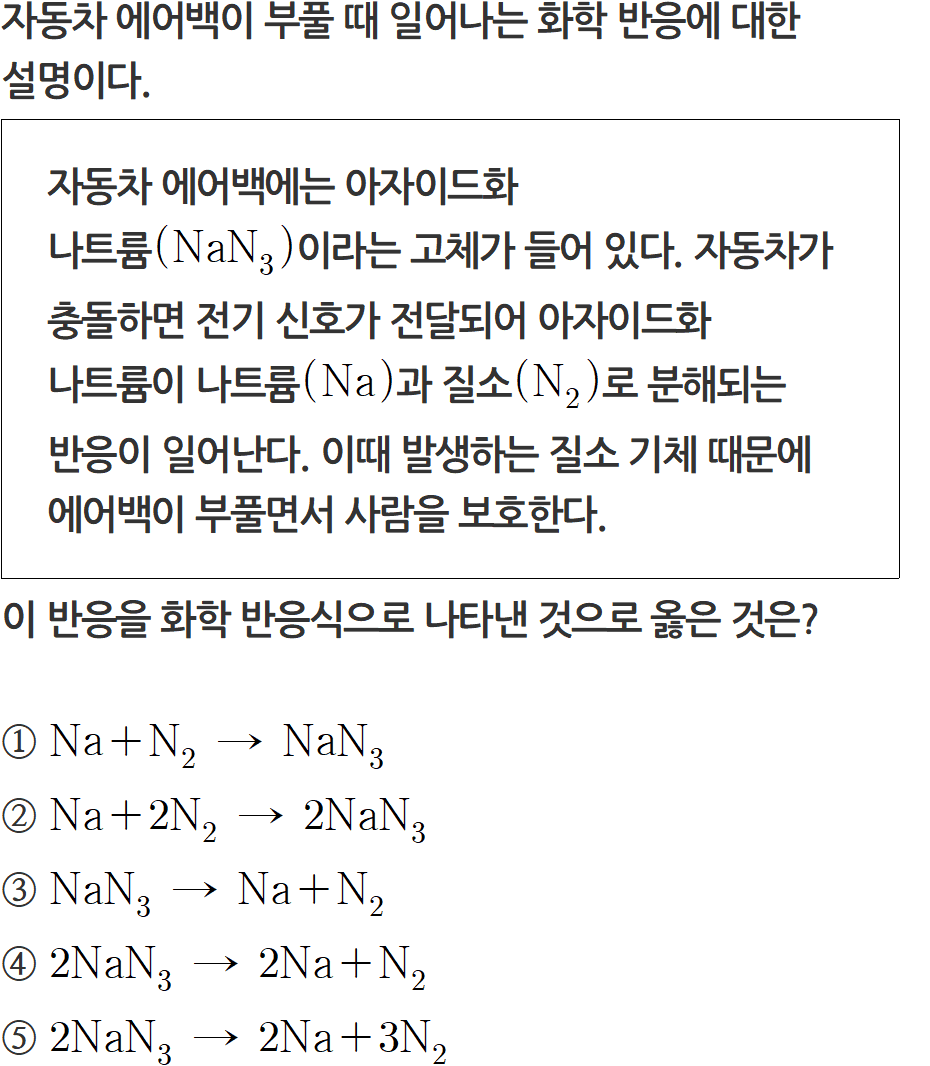 자동차 에어백이 부풀 때 일어나는 화학 반응에 대한
설명이다.
자동차 에어백에는 아자이드화
나트륨(NaN₃)이라는 고체가 들어 있다. 자동차가
충돌하면 전기 신호가 전달되어 아자이드화
나트륨이 나트륨(Na)과 질소(N₂)로 분해되는
반응이 일어난다. 이때 발생하는 질소 기체 때문에
에어백이 부풀면서 사람을 보호한다.
이 반응을 화학 반응식으로 나타낸 것으로 옳은 것은?
① Na+N₂ → NaN₃
② Na+2N₂ → 2NaN₃
③ NaN₃ → Na+N₂
④ 2NaN₃ → 2Na+N₂
⑤ 2NaN₃ → 2Na+3N₂